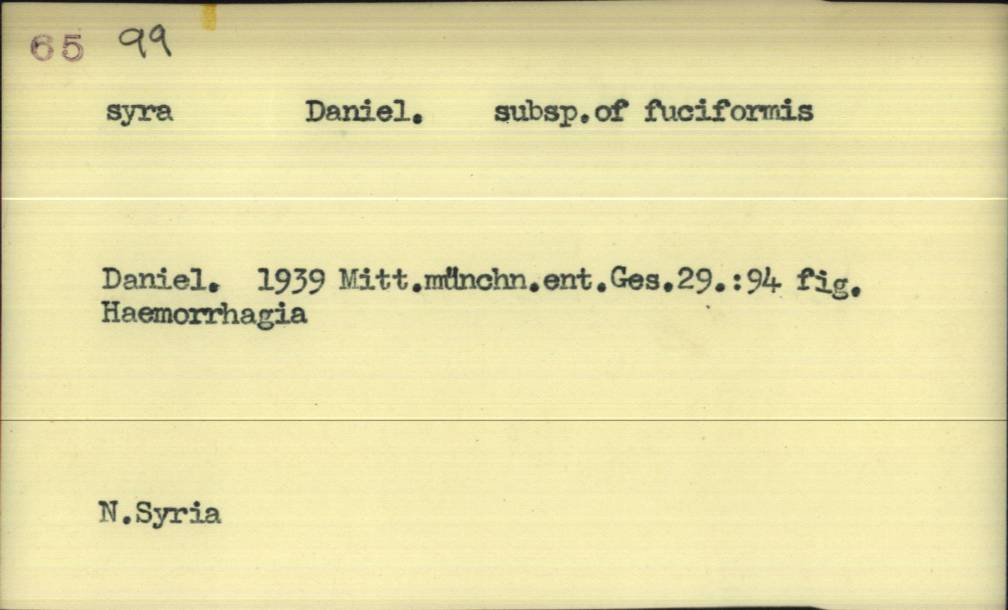 65 99
syra Daniel. subsp.of fuciformis
Daniel. 1939 Mitt.münchn.ent.Ges.29.:94 fig.
Haemorrhagia
N.Syria